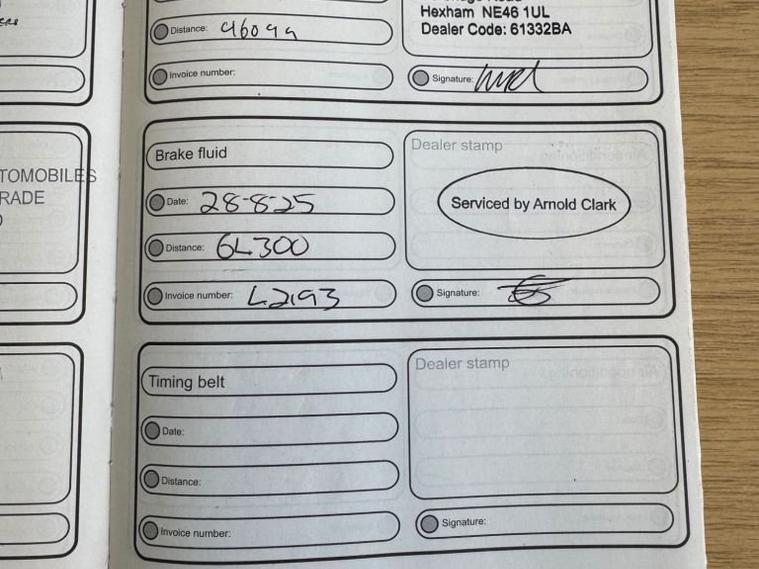 Hexham NE46 1UL
Distance: 46099
Dealer Code: 61332BA
Invoice number:
Signature:
TOMOBILES
RADE
Brake fluid
Dealer stamp
Date: 28-8-25
Serviced by Arnold Clark
Distance: 64300
Invoice number: 42193
Signature:
Timing belt
Dealer stamp
Date:
Distance:
Invoice number:
Signature: